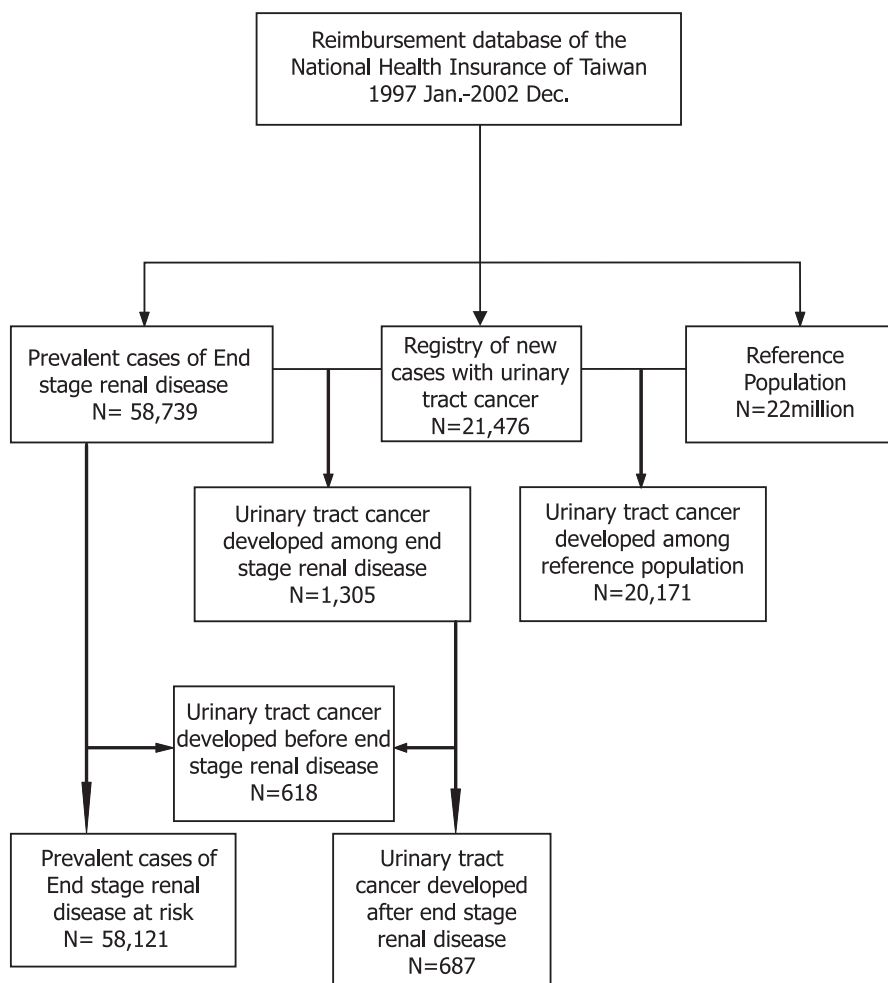 Reimbursement database of the
National Health Insurance of Taiwan
1997 Jan.-2002 Dec.
Prevalent cases of End
stage renal disease
N= 58,739
Registry of new
cases with urinary
tract cancer
N=21,476
Reference
Population
N=22million
Urinary tract cancer
developed among end
stage renal disease
N=1,305
Urinary tract cancer
developed among
reference population
N=20,171
Urinary tract cancer
developed before end
stage renal disease
N=618
Prevalent cases of
End stage renal
disease at risk
N= 58,121
Urinary tract
cancer developed
after end stage
renal disease
N=687